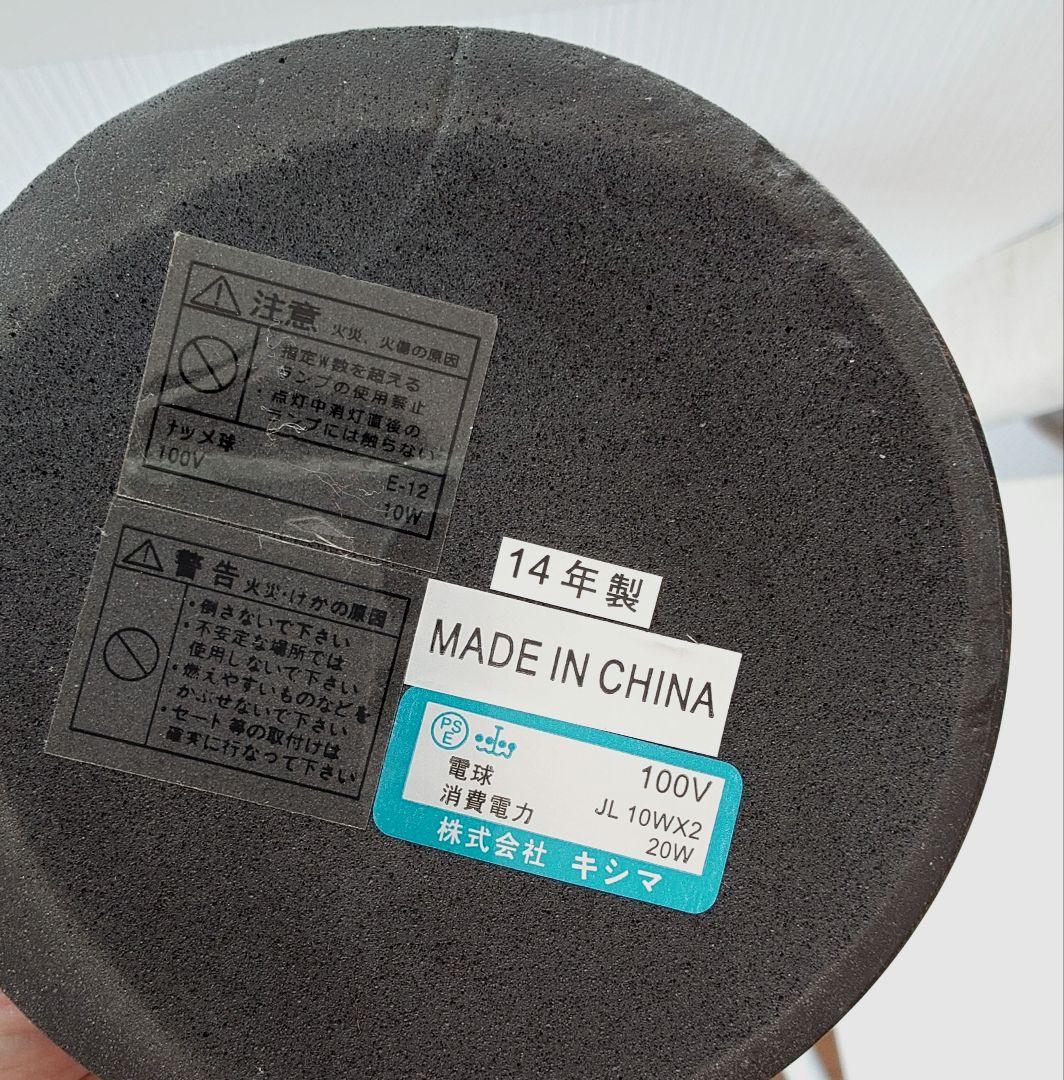 注意 火災、火傷の原因
・指定W数を超える
ランプの使用禁止
・点灯中消灯直後の
ランプには触らない
ナツメ球
100V
E-12
10W
警告 火災・けがの原因
・倒さないで下さい
・不安定な場所では
使用しないで下さい
・燃えやすいものなどを
かぶせないで下さい
・セード 等の取付けは
確実に行なって下さい
14年製
MADE IN CHINA
PSE
100V
電球 JL 10WX2
消費電力 20W
株式会社 キシマ